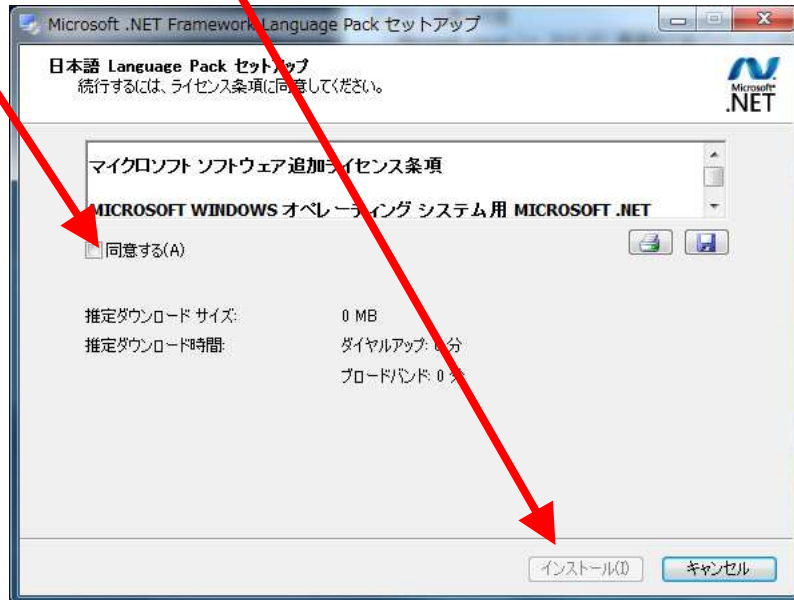 Microsoft .NET Framework Language Pack セットアップ
日本語 Language Pack セットアップ
続行するには、ライセンス条項に同意してください。
Microsoft
.NET
マイクロソフト ソフトウェア追加ライセンス条項
MICROSOFT WINDOWS オペレーティング システム用 MICROSOFT .NET
同意する(A)
推定ダウンロード サイズ: 0 MB
推定ダウンロード時間: ダイヤルアップ: 0 分
ブロードバンド: 0 分
インストール(I) キャンセル